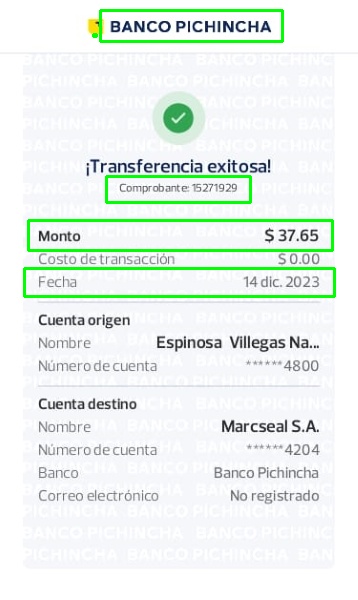 BANCO PICHINCHA
¡Transferencia exitosa!
Comprobante: 15271929
Monto $ 37.65
Costo de transacción $ 0.00
Fecha 14 dic. 2023
Cuenta origen
Nombre Espinosa Villegas Na...
Número de cuenta ******4800
Cuenta destino
Nombre Marcseal S.A.
Número de cuenta ******4204
Banco Banco Pichincha
Correo electrónico No registrado